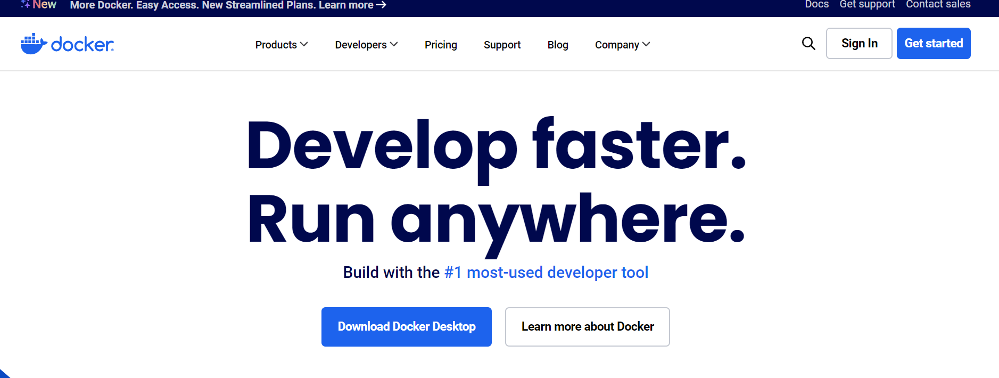 New More Docker. Easy Access. New Streamlined Plans. Learn more
Docs Get support Contact sales
docker
Products Developers Pricing Support Blog Company
Sign In Get started
Develop faster.
Run anywhere.
Build with the #1 most-used developer tool
Download Docker Desktop Learn more about Docker